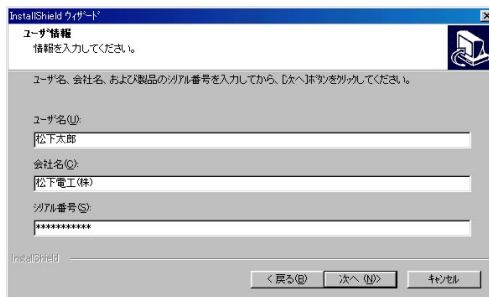 InstallShield ウィザード
ユーザ情報
情報を入力してください。
ユーザ名、会社名、および製品のシリアル番号を入力してから、[次へ]ボタンをクリックしてください。
ユーザ名(U):
松下太郎
会社名(C):
松下電工(株)
シリアル番号(S):
***********
InstallShield
< 戻る(B)
次へ (N)>
キャンセル